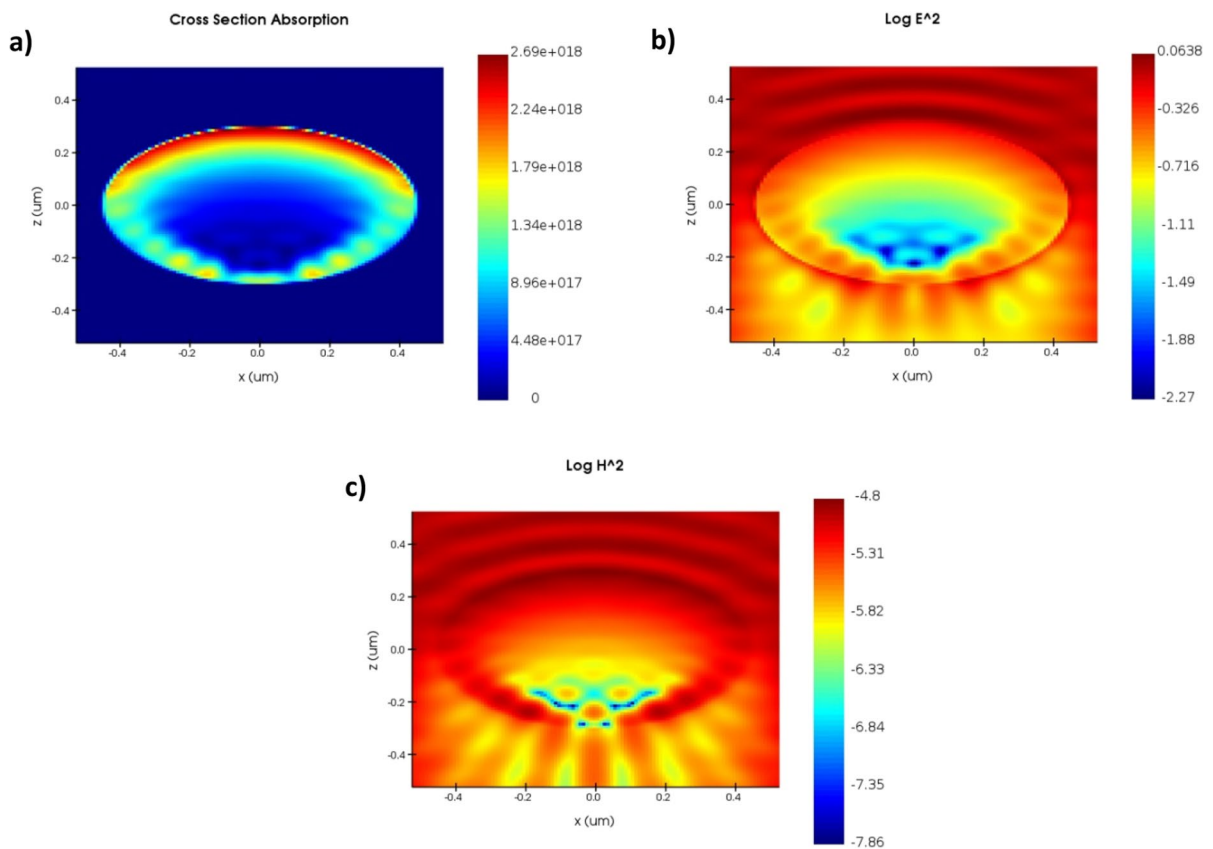 Cross Section Absorption
a)
2.69e+018
2.24e+018
1.79e+018
1.34e+018
8.96e+017
4.48e+017
0
0.4
0.2
0.0
-0.2
-0.4
z (um)
-0.4 -0.2 0.0 0.2 0.4
x (um)
Log E^2
b)
0.0638
-0.326
-0.716
-1.11
-1.49
-1.88
-2.27
0.4
0.2
0.0
-0.2
-0.4
z (um)
-0.4 -0.2 0.0 0.2 0.4
x (um)
Log H^2
c)
-4.8
-5.31
-5.82
-6.33
-6.84
-7.35
-7.86
0.4
0.2
0.0
-0.2
-0.4
z (um)
-0.4 -0.2 0.0 0.2 0.4
x (um)